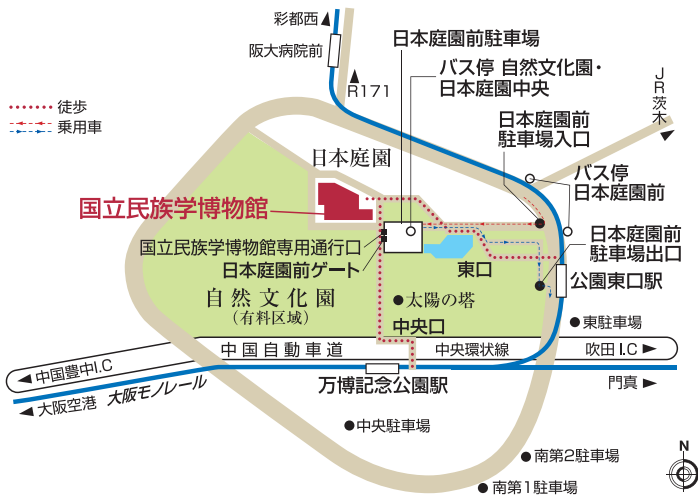 彩都西
阪大病院前
R171
日本庭園前駐車場
バス停 自然文化園・
日本庭園中央
JR茨木
徒歩
乗用車
日本庭園前
駐車場入口
日本庭園
バス停
日本庭園前
国立民族学博物館
国立民族学博物館専用通行口
日本庭園前ゲート
東口
日本庭園前
駐車場出口
公園東口駅
自然文化園
(有料区域)
太陽の塔
中央口
東駐車場
中国自動車道
中央環状線
吹田I.C
中国豊中I.C
大阪空港
大阪モノレール
万博記念公園駅
門真
中央駐車場
南第2駐車場
南第1駐車場
N